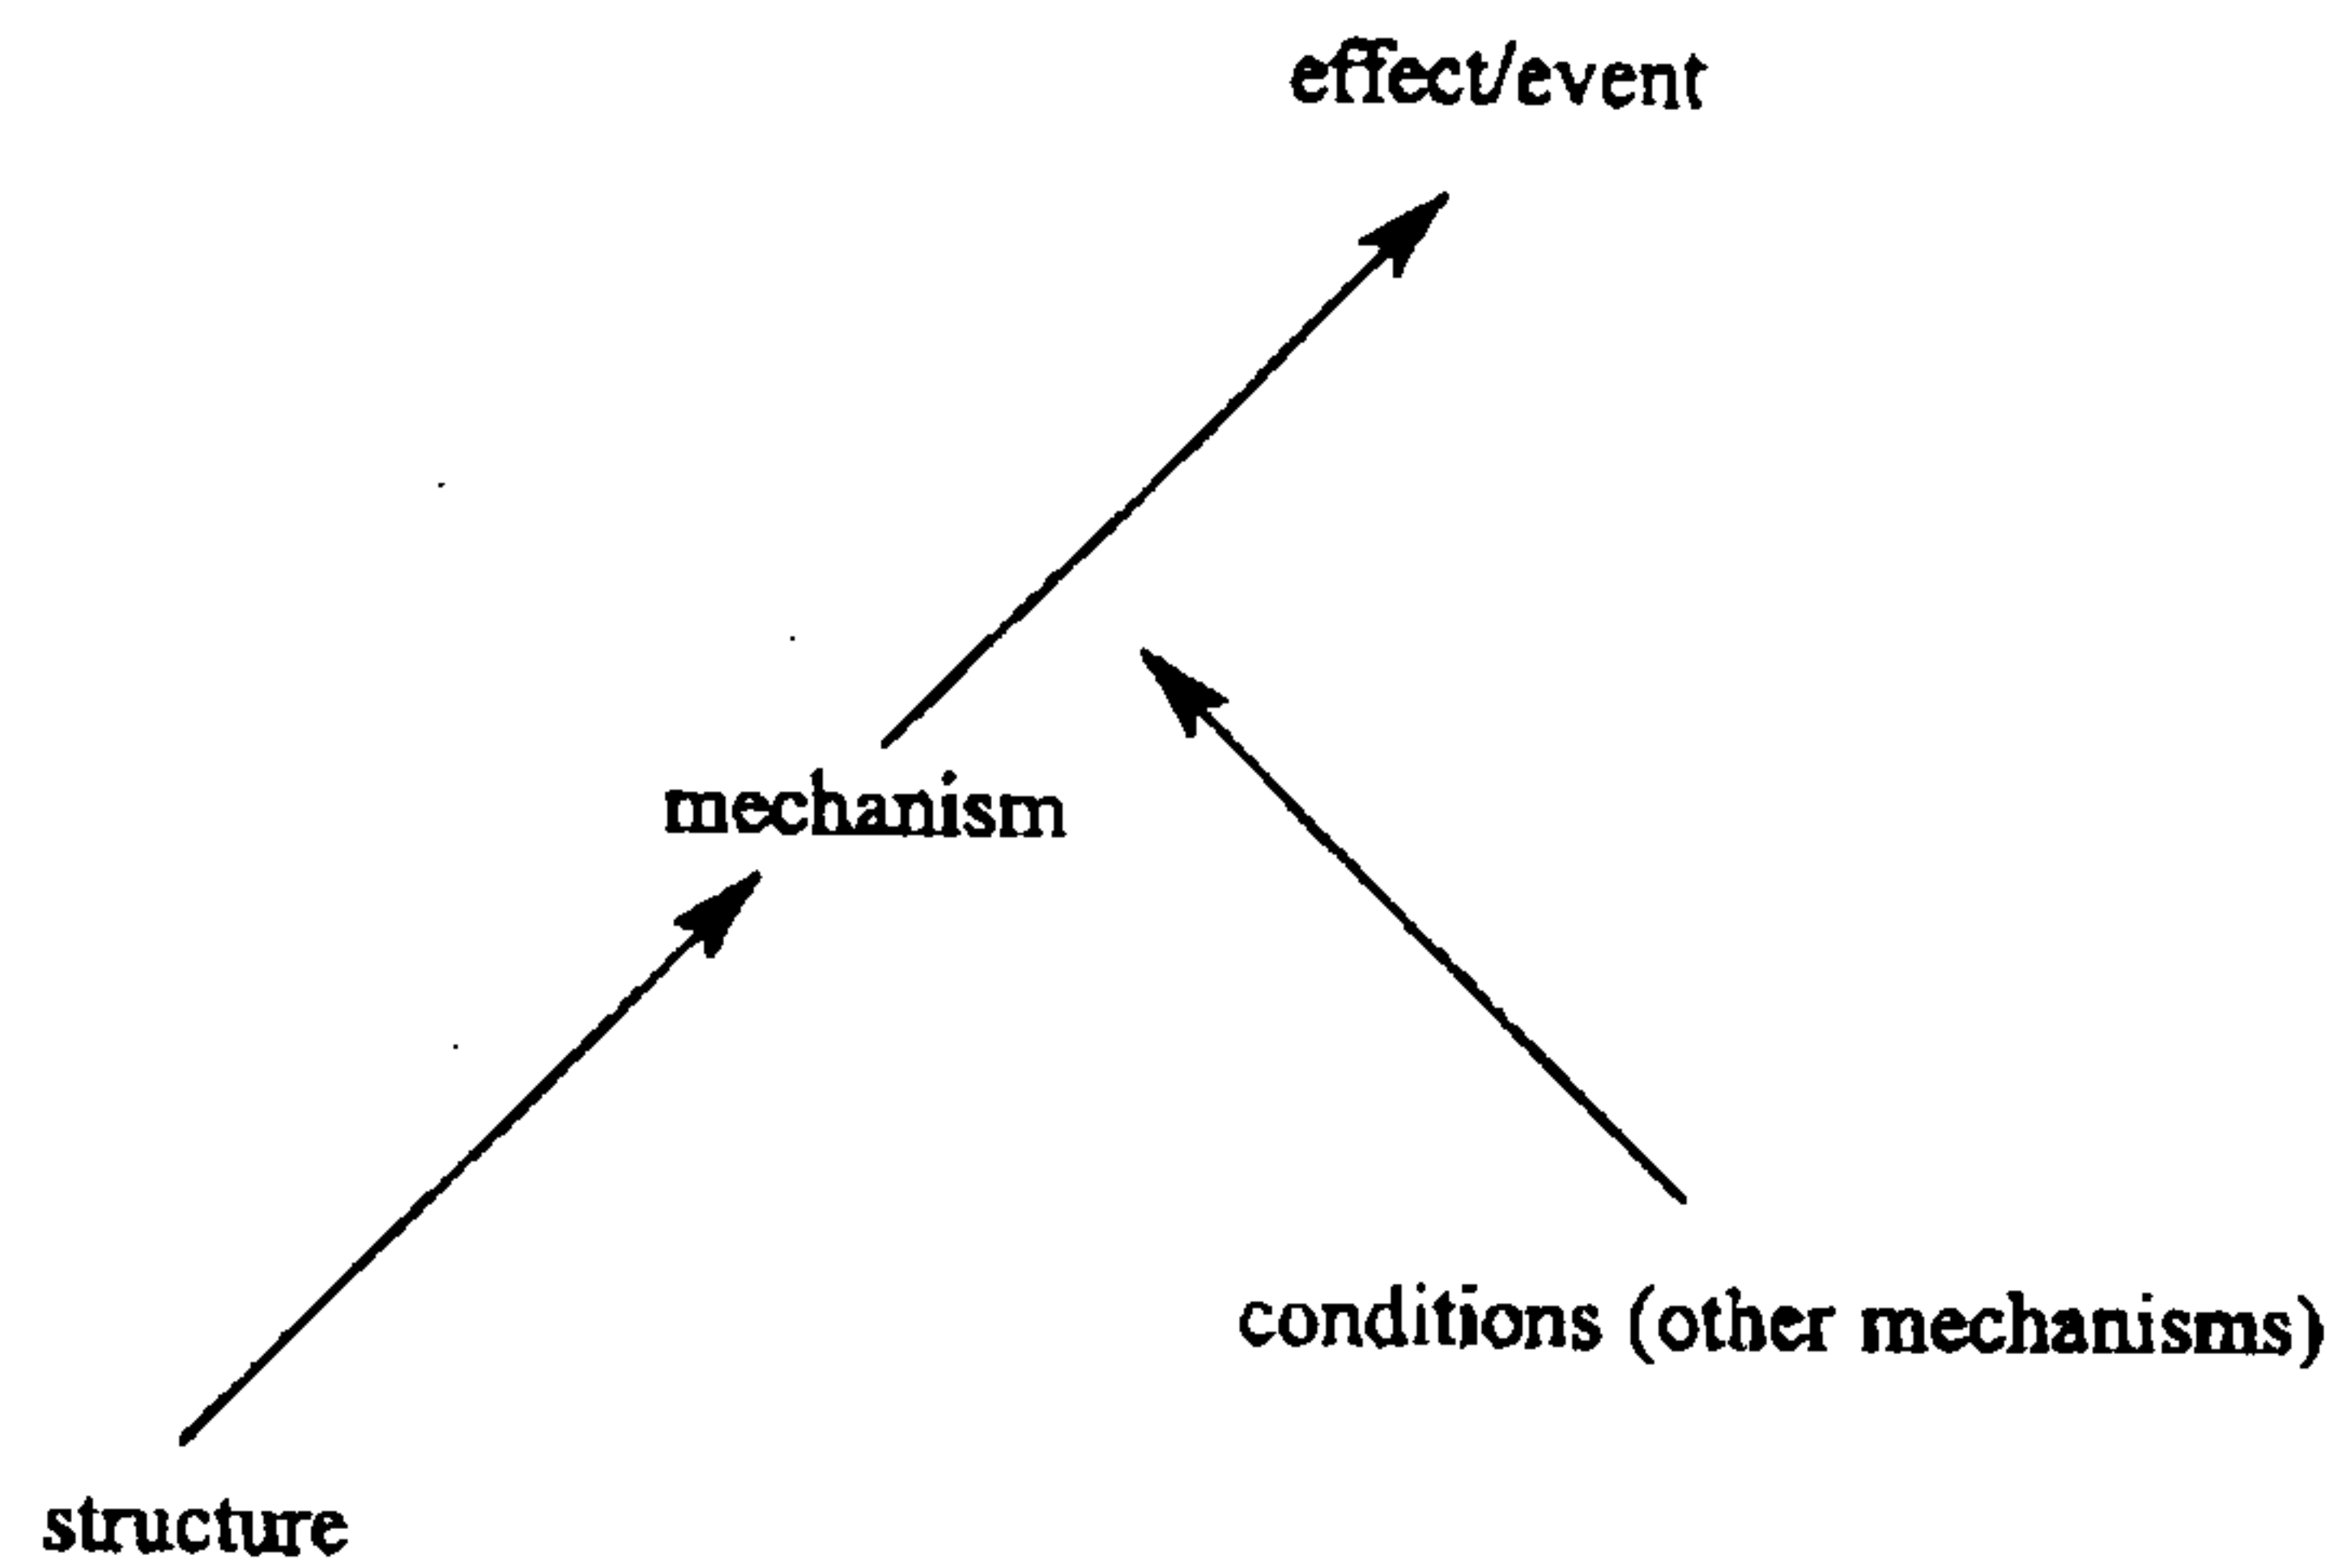 effect/event
mechanism
conditions (other mechanisms)
structure